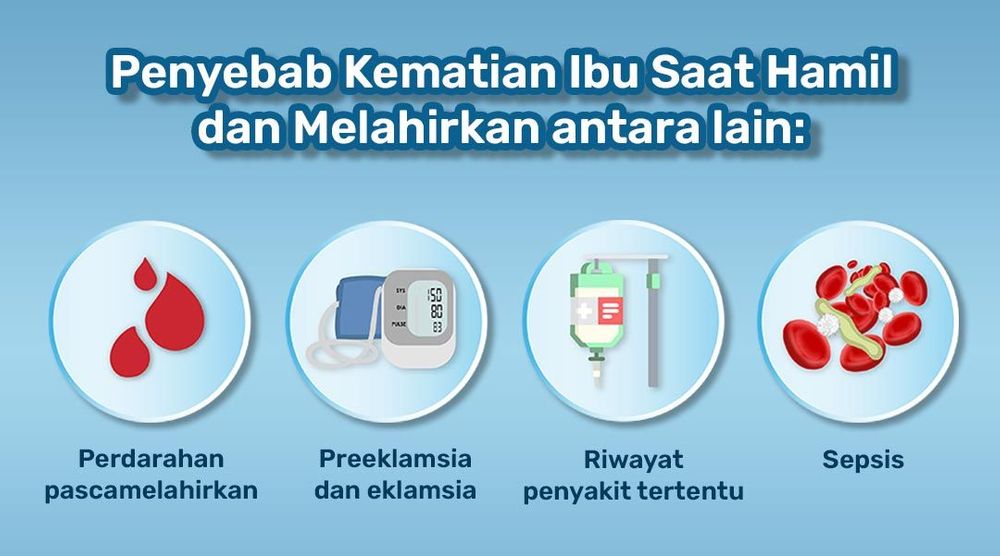 Penyebab Kematian Ibu Saat Hamil
dan Melahirkan antara lain:
SYS 150
DIA 80
PULSE 83
Perdarahan
pascamelahirkan
Preeklamsia
dan eklamsia
Riwayat
penyakit tertentu
Sepsis